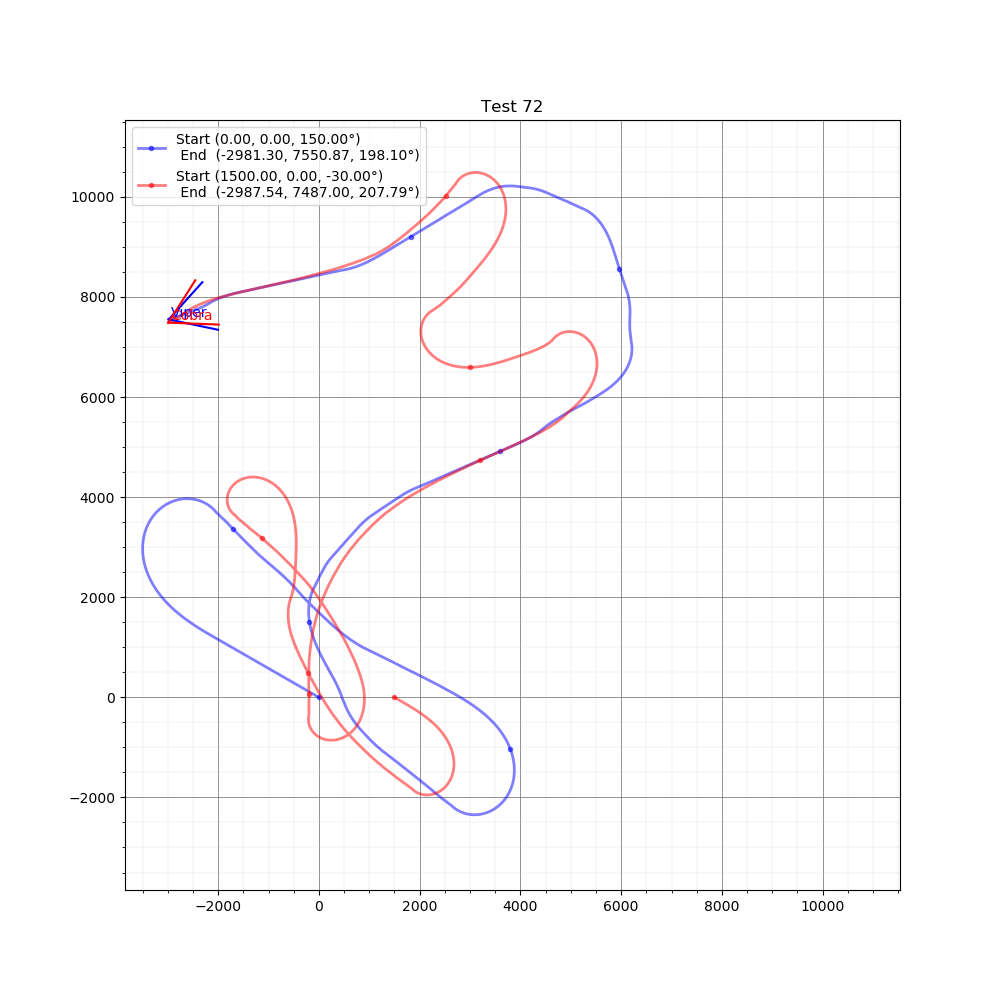 Test 72
Start (0.00, 0.00, 150.00°)
End (-2981.30, 7550.87, 198.10°)
Start (1500.00, 0.00, -30.00°)
End (-2987.54, 7487.00, 207.79°)
10000
8000
6000
4000
2000
0
−2000
Viper
Cobra
−2000 0 2000 4000 6000 8000 10000